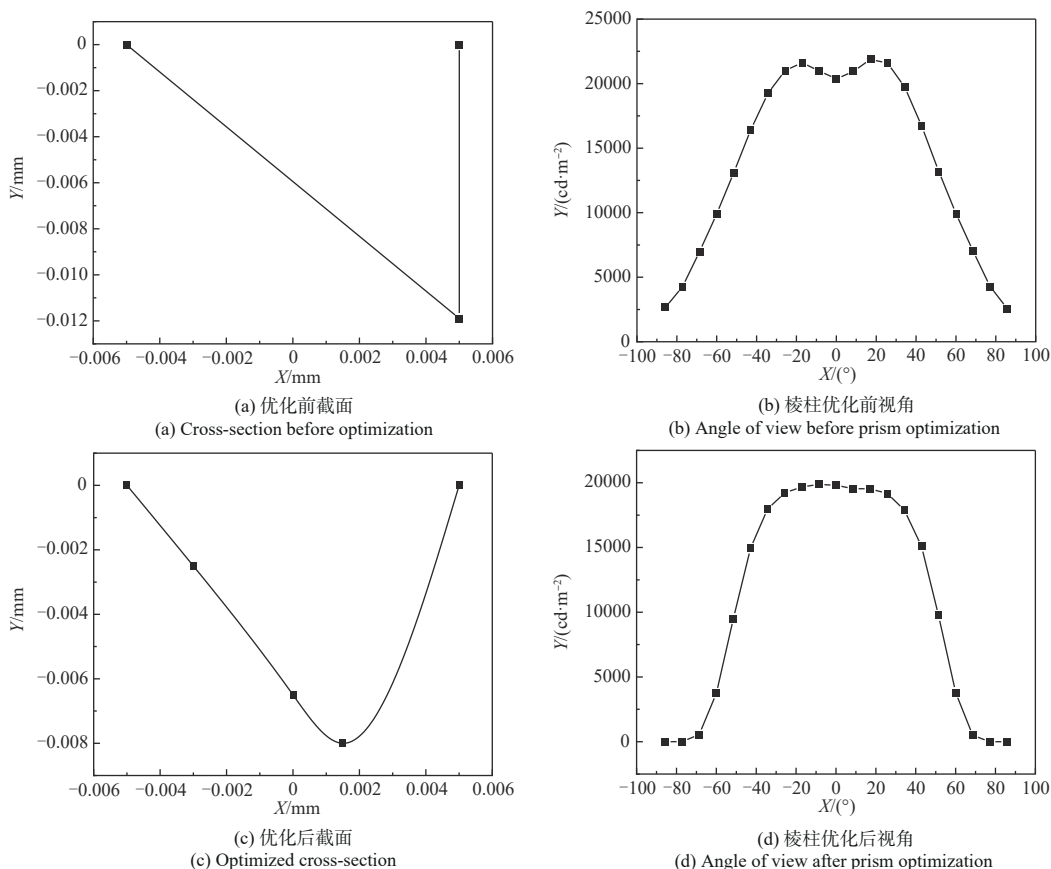 0
−0.002
−0.004
−0.006
−0.008
−0.010
−0.012
Y/mm
−0.006 −0.004 −0.002 0 0.002 0.004 0.006
X/mm
(a) 优化前截面
(a) Cross-section before optimization
25000
20000
15000
10000
5000
0
Y/(cd·m⁻²)
−100 −80 −60 −40 −20 0 20 40 60 80 100
X/(°)
(b) 棱柱优化前视角
(b) Angle of view before prism optimization
0
−0.002
−0.004
−0.006
−0.008
Y/mm
−0.006 −0.004 −0.002 0 0.002 0.004 0.006
X/mm
(c) 优化后截面
(c) Optimized cross-section
20000
15000
10000
5000
0
Y/(cd·m⁻²)
−100 −80 −60 −40 −20 0 20 40 60 80 100
X/(°)
(d) 棱柱优化后视角
(d) Angle of view after prism optimization